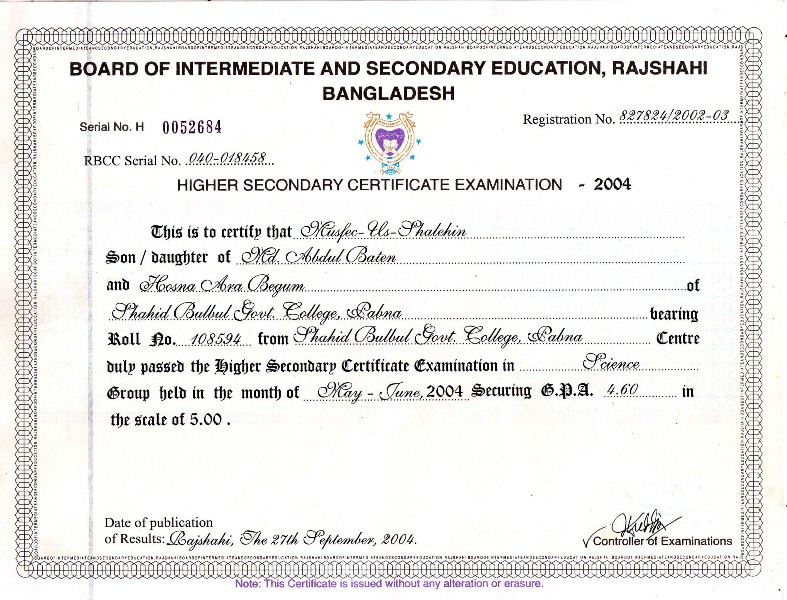 BOARD OF INTERMEDIATE AND SECONDARY EDUCATION, RAJSHAHI
BANGLADESH
Serial No. H 0052684
Registration No. 827824/2002-03
RBCC Serial No. 040-018458
HIGHER SECONDARY CERTIFICATE EXAMINATION - 2004
This is to certify that Musfec-Us-Shalehin
Son / daughter of Md. Abdul Baten
and Hosna Ara Begum of
Shahid Bulbul Govt. College, Pabna bearing
Roll No. 108594 from Shahid Bulbul Govt. College, Pabna Centre
duly passed the Higher Secondary Certificate Examination in Science
Group held in the month of May - June, 2004 Securing G.P.A. 4.60 in
the scale of 5.00 .
Date of publication
of Results: Rajshahi, The 27th September, 2004.
Controller of Examinations
Note: This Certificate is issued without any alteration or erasure.